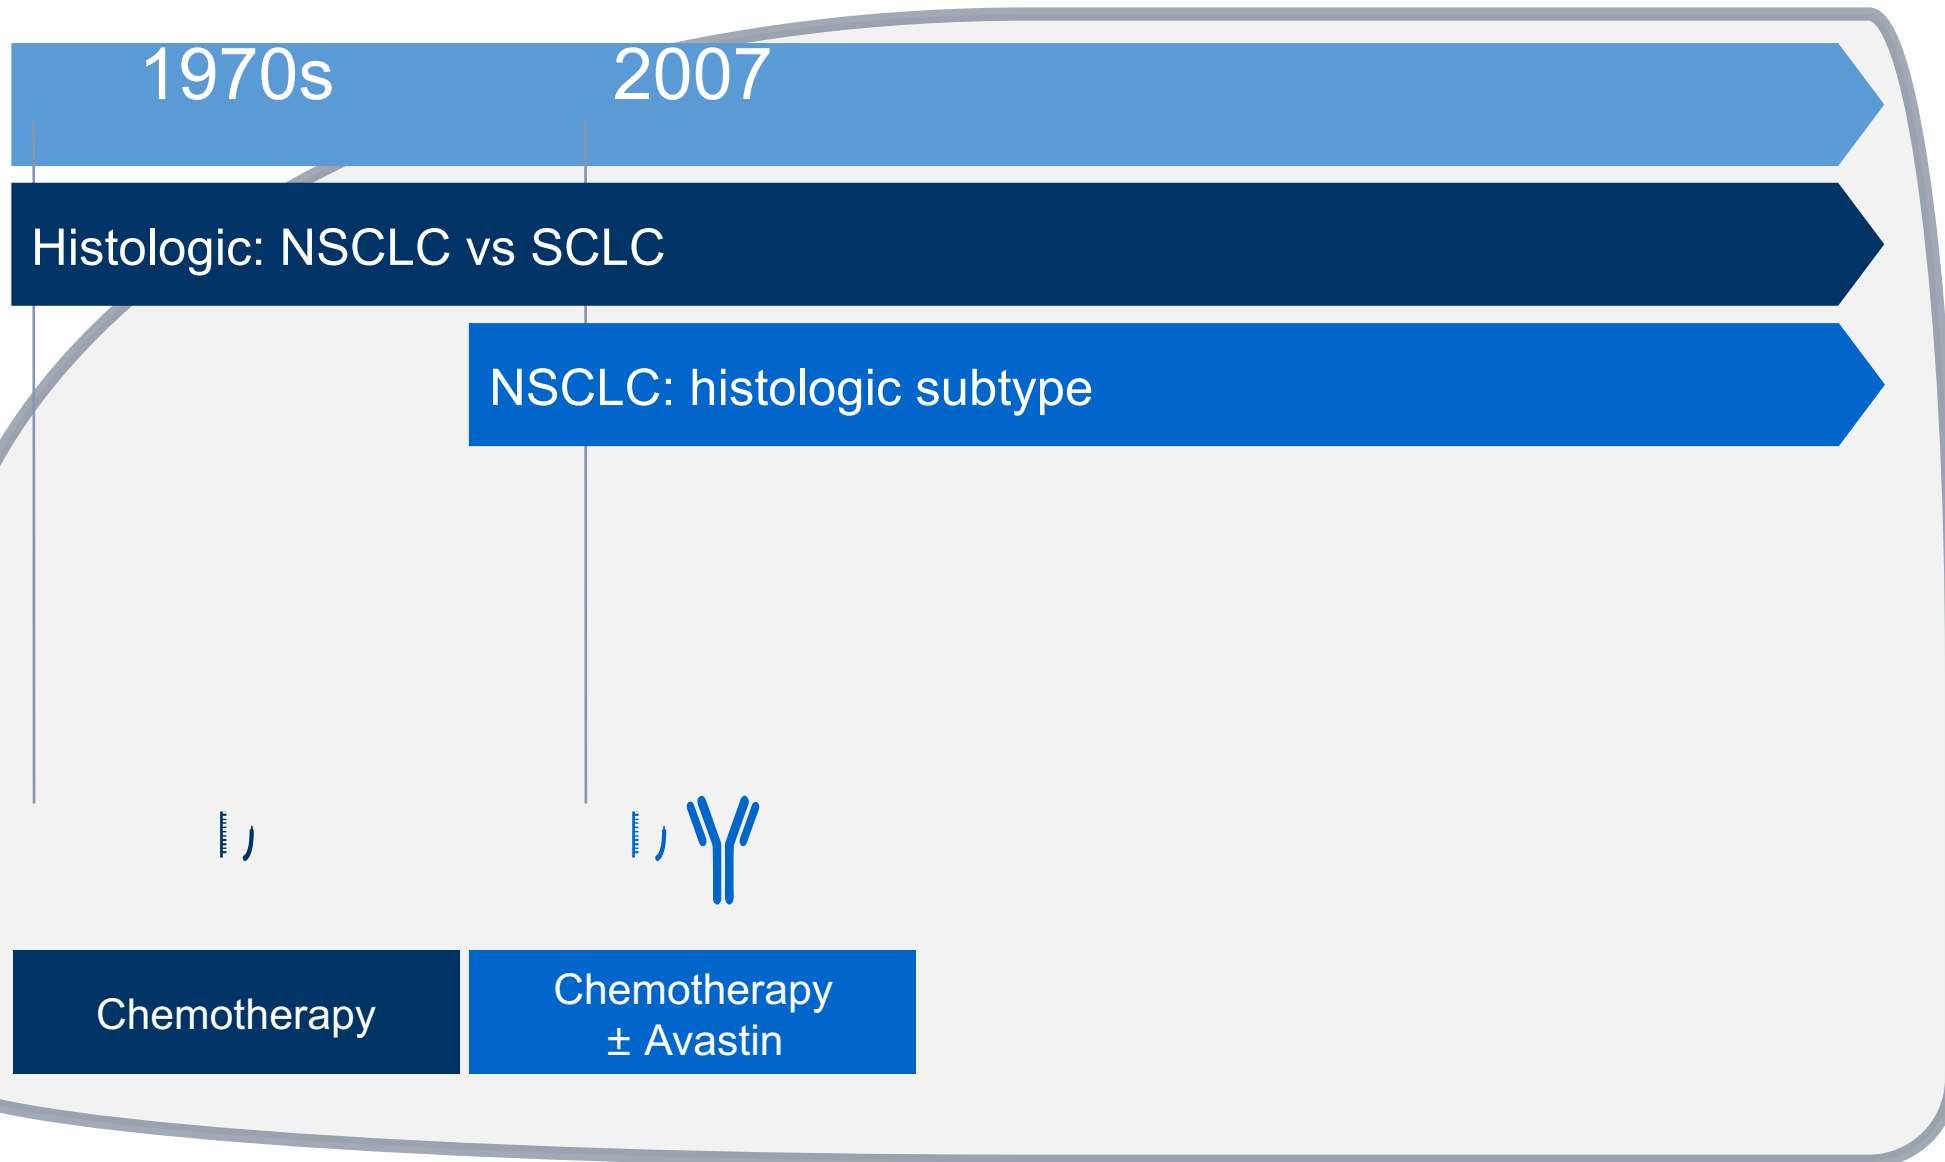 1970s 2007
Histologic: NSCLC vs SCLC
NSCLC: histologic subtype
Chemotherapy
Chemotherapy
± Avastin